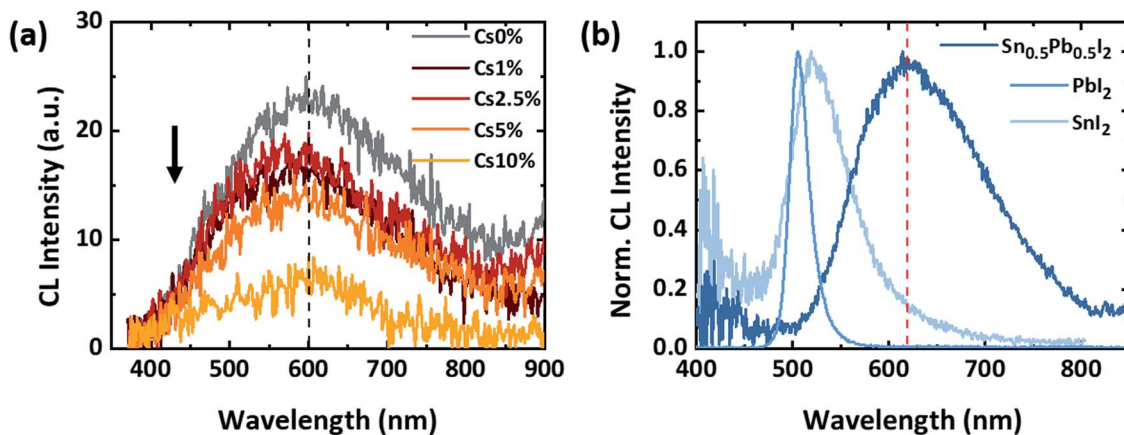 (a)
30
20
10
0
CL Intensity (a.u.)
Cs0%
Cs1%
Cs2.5%
Cs5%
Cs10%
400 500 600 700 800 900
Wavelength (nm)
(b)
1.0
0.8
0.6
0.4
0.2
0.0
Norm. CL Intensity
Sn0.5Pb0.5I2
PbI2
SnI2
400 500 600 700 800
Wavelength (nm)